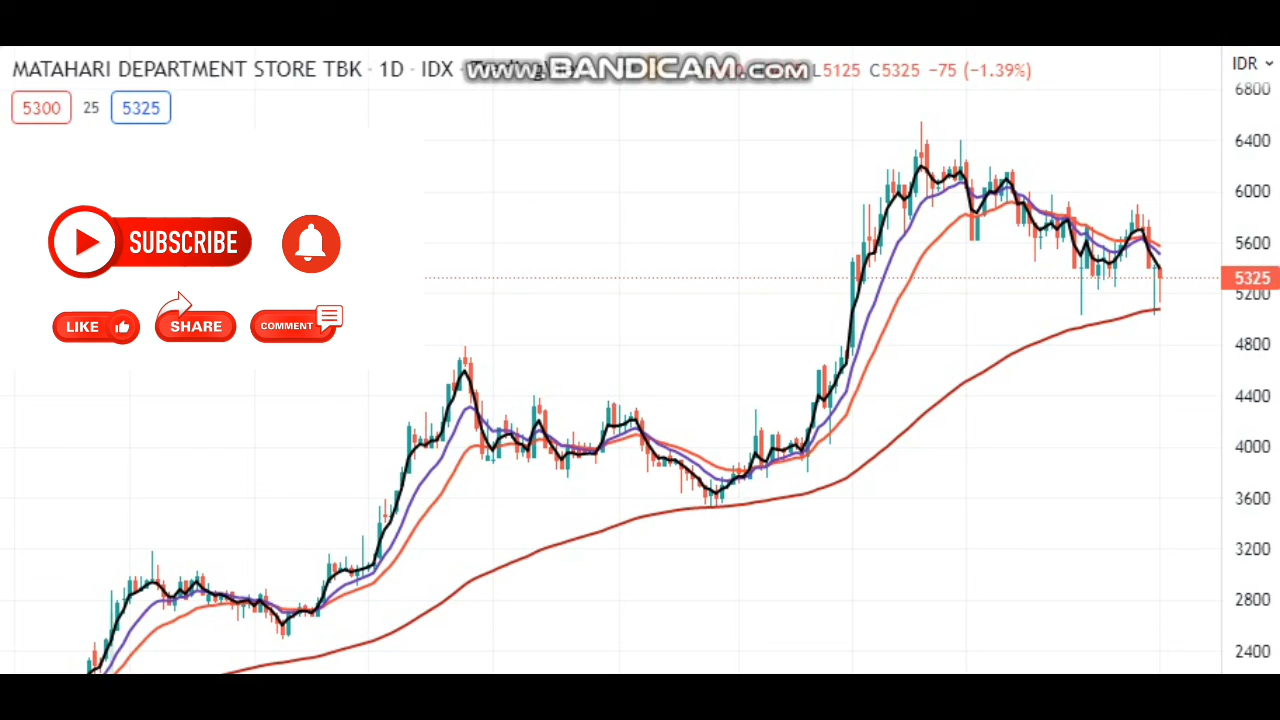 MATAHARI DEPARTMENT STORE TBK · 1D · IDX
www.BANDICAM.com
L5125 C5325 −75 (−1.39%)
IDR
5300 25 5325
6800
6400
SUBSCRIBE
6000
5600
5325
5200
LIKE SHARE COMMENT
4800
4400
4000
3600
3200
2800
2400